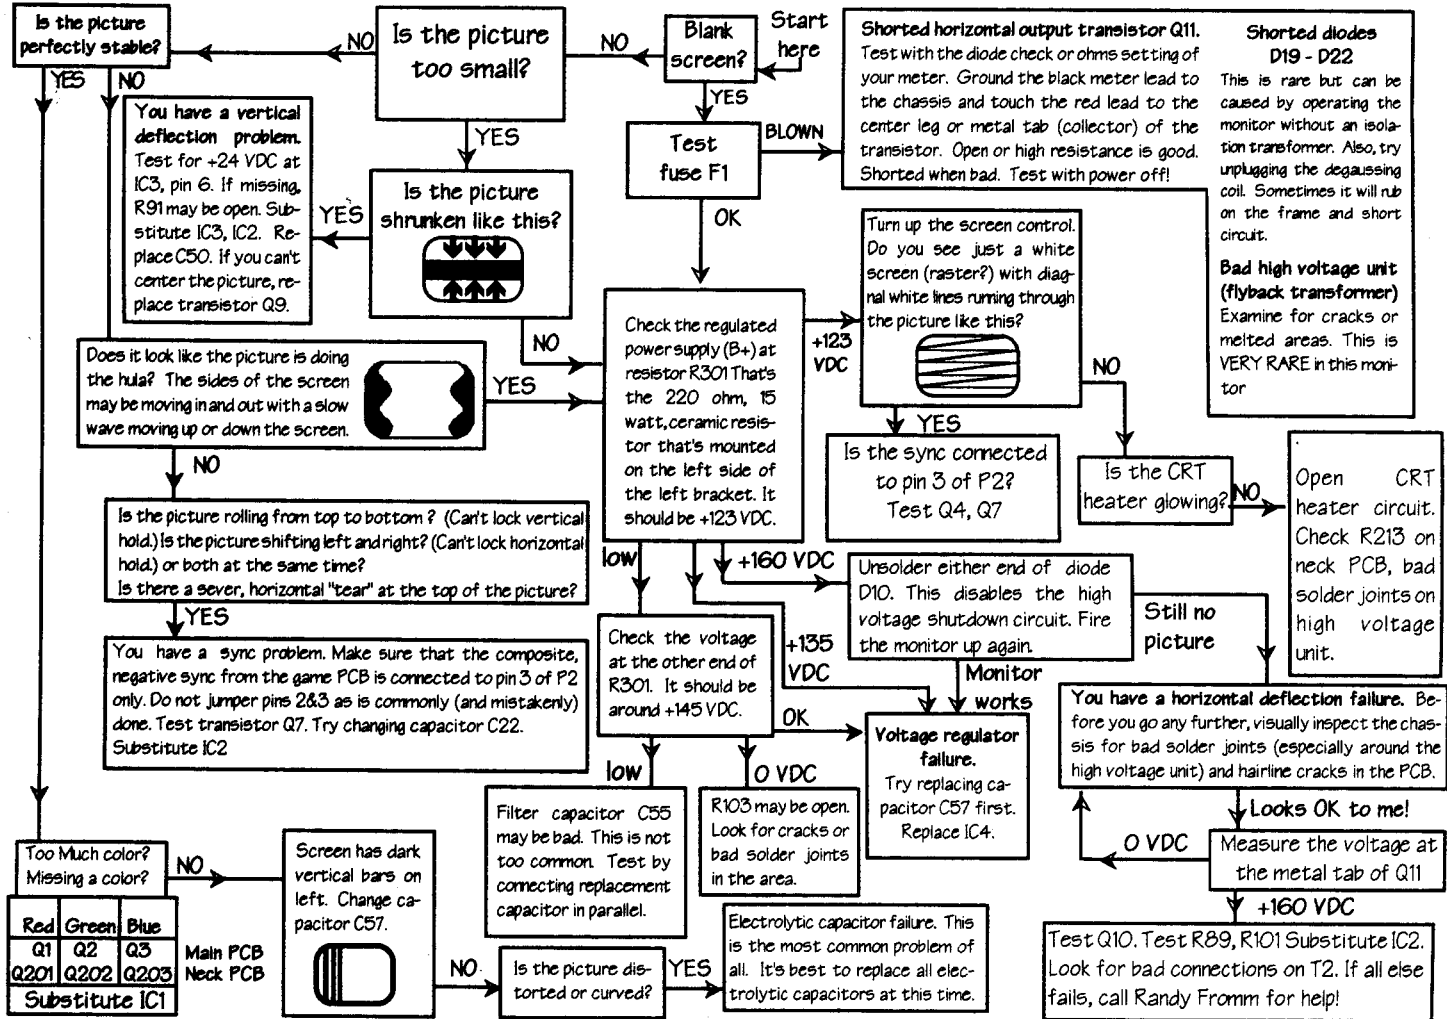 Start
here
Blank
screen?
NO
YES
Is the picture
too small?
NO
YES
Is the picture
perfectly stable?
YES
NO
Test
fuse F1
BLOWN
OK
Shorted horizontal output transistor Q11.
Test with the diode check or ohms setting of
your meter. Ground the black meter lead to
the chassis and touch the red lead to the
center leg or metal tab (collector) of the
transistor. Open or high resistance is good.
Shorted when bad. Test with power off!
Shorted diodes
D19 - D22
This is rare but can be
caused by operating the
monitor without an isola-
tion transformer. Also, try
unplugging the degaussing
coil. Sometimes it will rub
on the frame and short
circuit.
Bad high voltage unit
(flyback transformer)
Examine for cracks or
melted areas. This is
VERY RARE in this moni-
tor
You have a vertical
deflection problem.
Test for +24 VDC at
IC3, pin 6. If missing,
R91 may be open. Sub-
stitute IC3, IC2. Re-
place C50. If you can't
center the picture, re-
place transistor Q9.
YES
Is the picture
shrunken like this?
NO
Does it look like the picture is doing
the hula? The sides of the screen
may be moving in and out with a slow
wave moving up or down the screen.
YES
NO
Check the regulated
power supply (B+) at
resistor R301 That's
the 220 ohm, 15
watt, ceramic resis-
tor that's mounted
on the left side of
the left bracket. It
should be +123 VDC.
+123
VDC
Turn up the screen control.
Do you see just a white
screen (raster?) with diag-
nal white lines running through
the picture like this?
YES
NO
Is the sync connected
to pin 3 of P2?
Test Q4, Q7
Is the CRT
heater glowing?
NO
Open CRT
heater circuit.
Check R213 on
neck PCB, bad
solder joints on
high voltage
unit.
Is the picture rolling from top to bottom ? (Can't lock vertical
hold.) Is the picture shifting left and right? (Can't lock horizontal
hold.) or both at the same time?
Is there a sever, horizontal "tear" at the top of the picture?
YES
You have a sync problem. Make sure that the composite,
negative sync from the game PCB is connected to pin 3 of P2
only. Do not jumper pins 2&3 as is commonly (and mistakenly)
done. Test transistor Q7. Try changing capacitor C22.
Substitute IC2
low
+160 VDC
+135
VDC
Check the voltage
at the other end of
R301. It should be
around +145 VDC.
OK
low
0 VDC
Unsolder either end of diode
D10. This disables the high
voltage shutdown circuit. Fire
the monitor up again.
Monitor
works
Still no
picture
Voltage regulator
failure.
Try replacing ca-
pacitor C57 first.
Replace IC4.
You have a horizontal deflection failure. Be-
fore you go any further, visually inspect the chas-
sis for bad solder joints (especially around the
high voltage unit) and hairline cracks in the PCB.
Looks OK to me!
0 VDC
Measure the voltage at
the metal tab of Q11
+160 VDC
Test Q10. Test R89, R101 Substitute IC2.
Look for bad connections on T2. If all else
fails, call Randy Fromm for help!
Filter capacitor C55
may be bad. This is not
too common. Test by
connecting replacement
capacitor in parallel.
R103 may be open.
Look for cracks or
bad solder joints
in the area.
Too Much color?
Missing a color?
NO
Red Green Blue
Q1 Q2 Q3 Main PCB
Q201 Q202 Q203 Neck PCB
Substitute IC1
Screen has dark
vertical bars on
left. Change ca-
pacitor C57.
NO
Is the picture dis-
torted or curved?
YES
Electrolytic capacitor failure. This
is the most common problem of
all. It's best to replace all elec-
trolytic capacitors at this time.